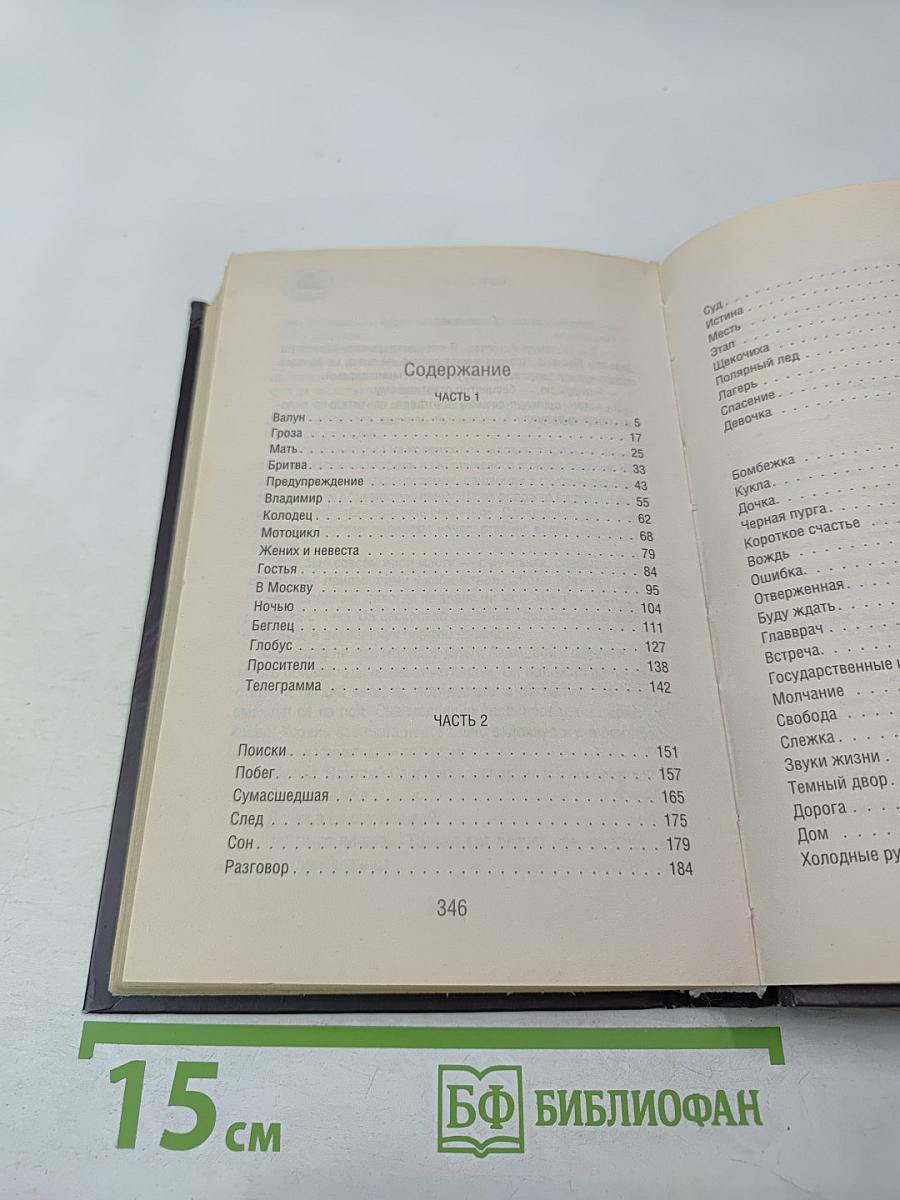 Содержание
ЧАСТЬ 1
Валун 5
Гроза 17
Мать 25
Бритва 33
Предупреждение 43
Владимир 55
Колодец 62
Мотоцикл 68
Жених и невеста 79
Гостья 84
В Москву 95
Ночью 104
Беглец 111
Глобус 127
Просители 138
Телеграмма 142
ЧАСТЬ 2
Поиски 151
Побег 157
Сумасшедшая 165
След 175
Сон 179
Разговор 184
346
Суд
Истина
Месть
Этап
Щекочиха
Полярный лед
Лагерь
Спасение
Девочка
Бомбежка
Кукла
Дочка
Черная пурга
Короткое счастье
Вождь
Ошибка
Отверженная
Буду ждать
Главврач
Встреча
Государственные
Молчание
Свобода
Слежка
Звуки жизни
Темный двор
Дорога
Дом
Холодные
15 см
БФ БИБЛИОФАН